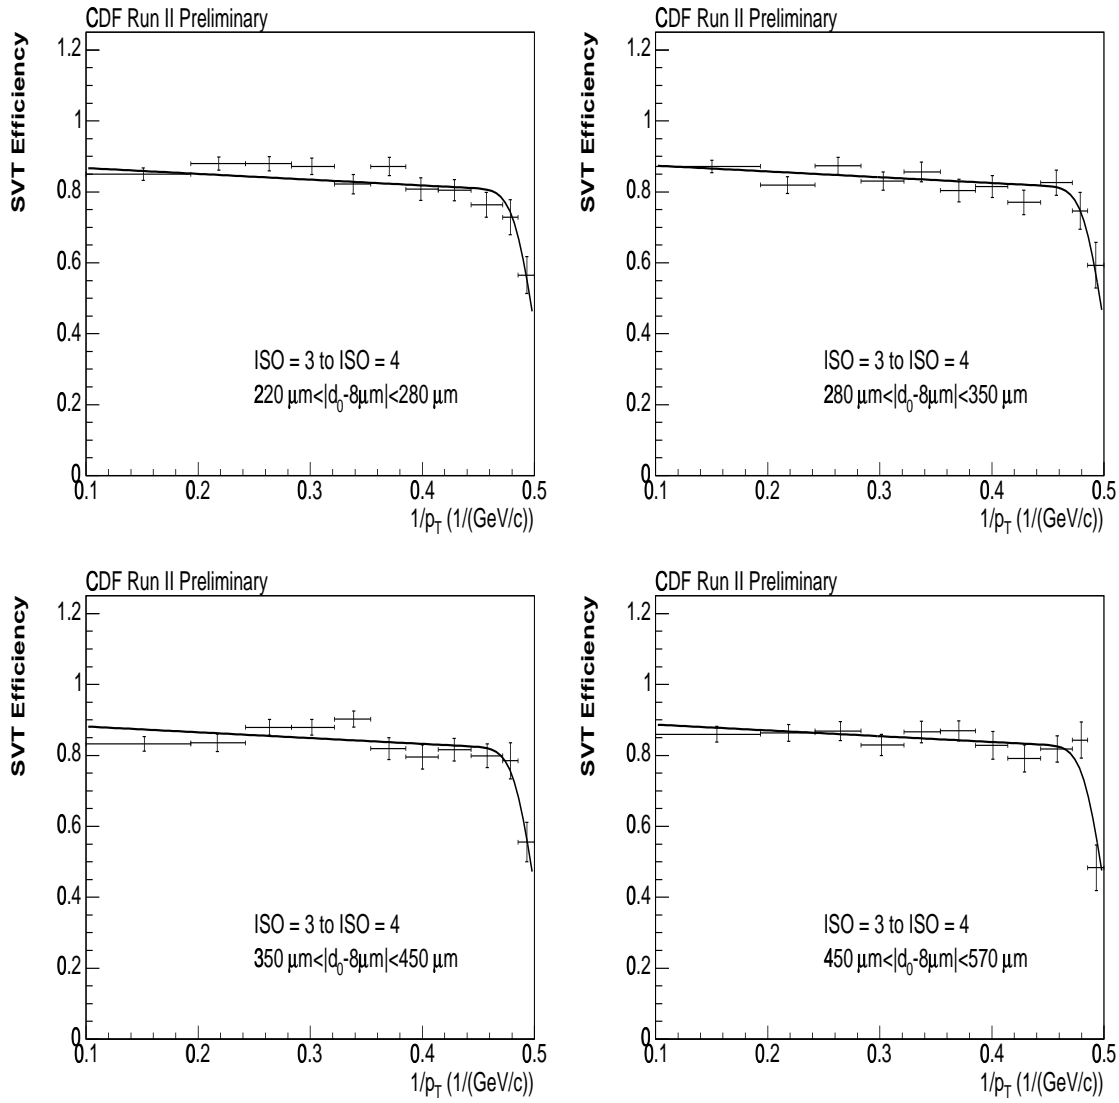 CDF Run II Preliminary
SVT Efficiency
1.2
1
0.8
0.6
0.4
0.2
0
0.1 0.2 0.3 0.4 0.5
1/p_T (1/(GeV/c))
ISO = 3 to ISO = 4
220 μm<|d_0-8μm|<280 μm
CDF Run II Preliminary
SVT Efficiency
1.2
1
0.8
0.6
0.4
0.2
0
0.1 0.2 0.3 0.4 0.5
1/p_T (1/(GeV/c))
ISO = 3 to ISO = 4
280 μm<|d_0-8μm|<350 μm
CDF Run II Preliminary
SVT Efficiency
1.2
1
0.8
0.6
0.4
0.2
0
0.1 0.2 0.3 0.4 0.5
1/p_T (1/(GeV/c))
ISO = 3 to ISO = 4
350 μm<|d_0-8μm|<450 μm
CDF Run II Preliminary
SVT Efficiency
1.2
1
0.8
0.6
0.4
0.2
0
0.1 0.2 0.3 0.4 0.5
1/p_T (1/(GeV/c))
ISO = 3 to ISO = 4
450 μm<|d_0-8μm|<570 μm